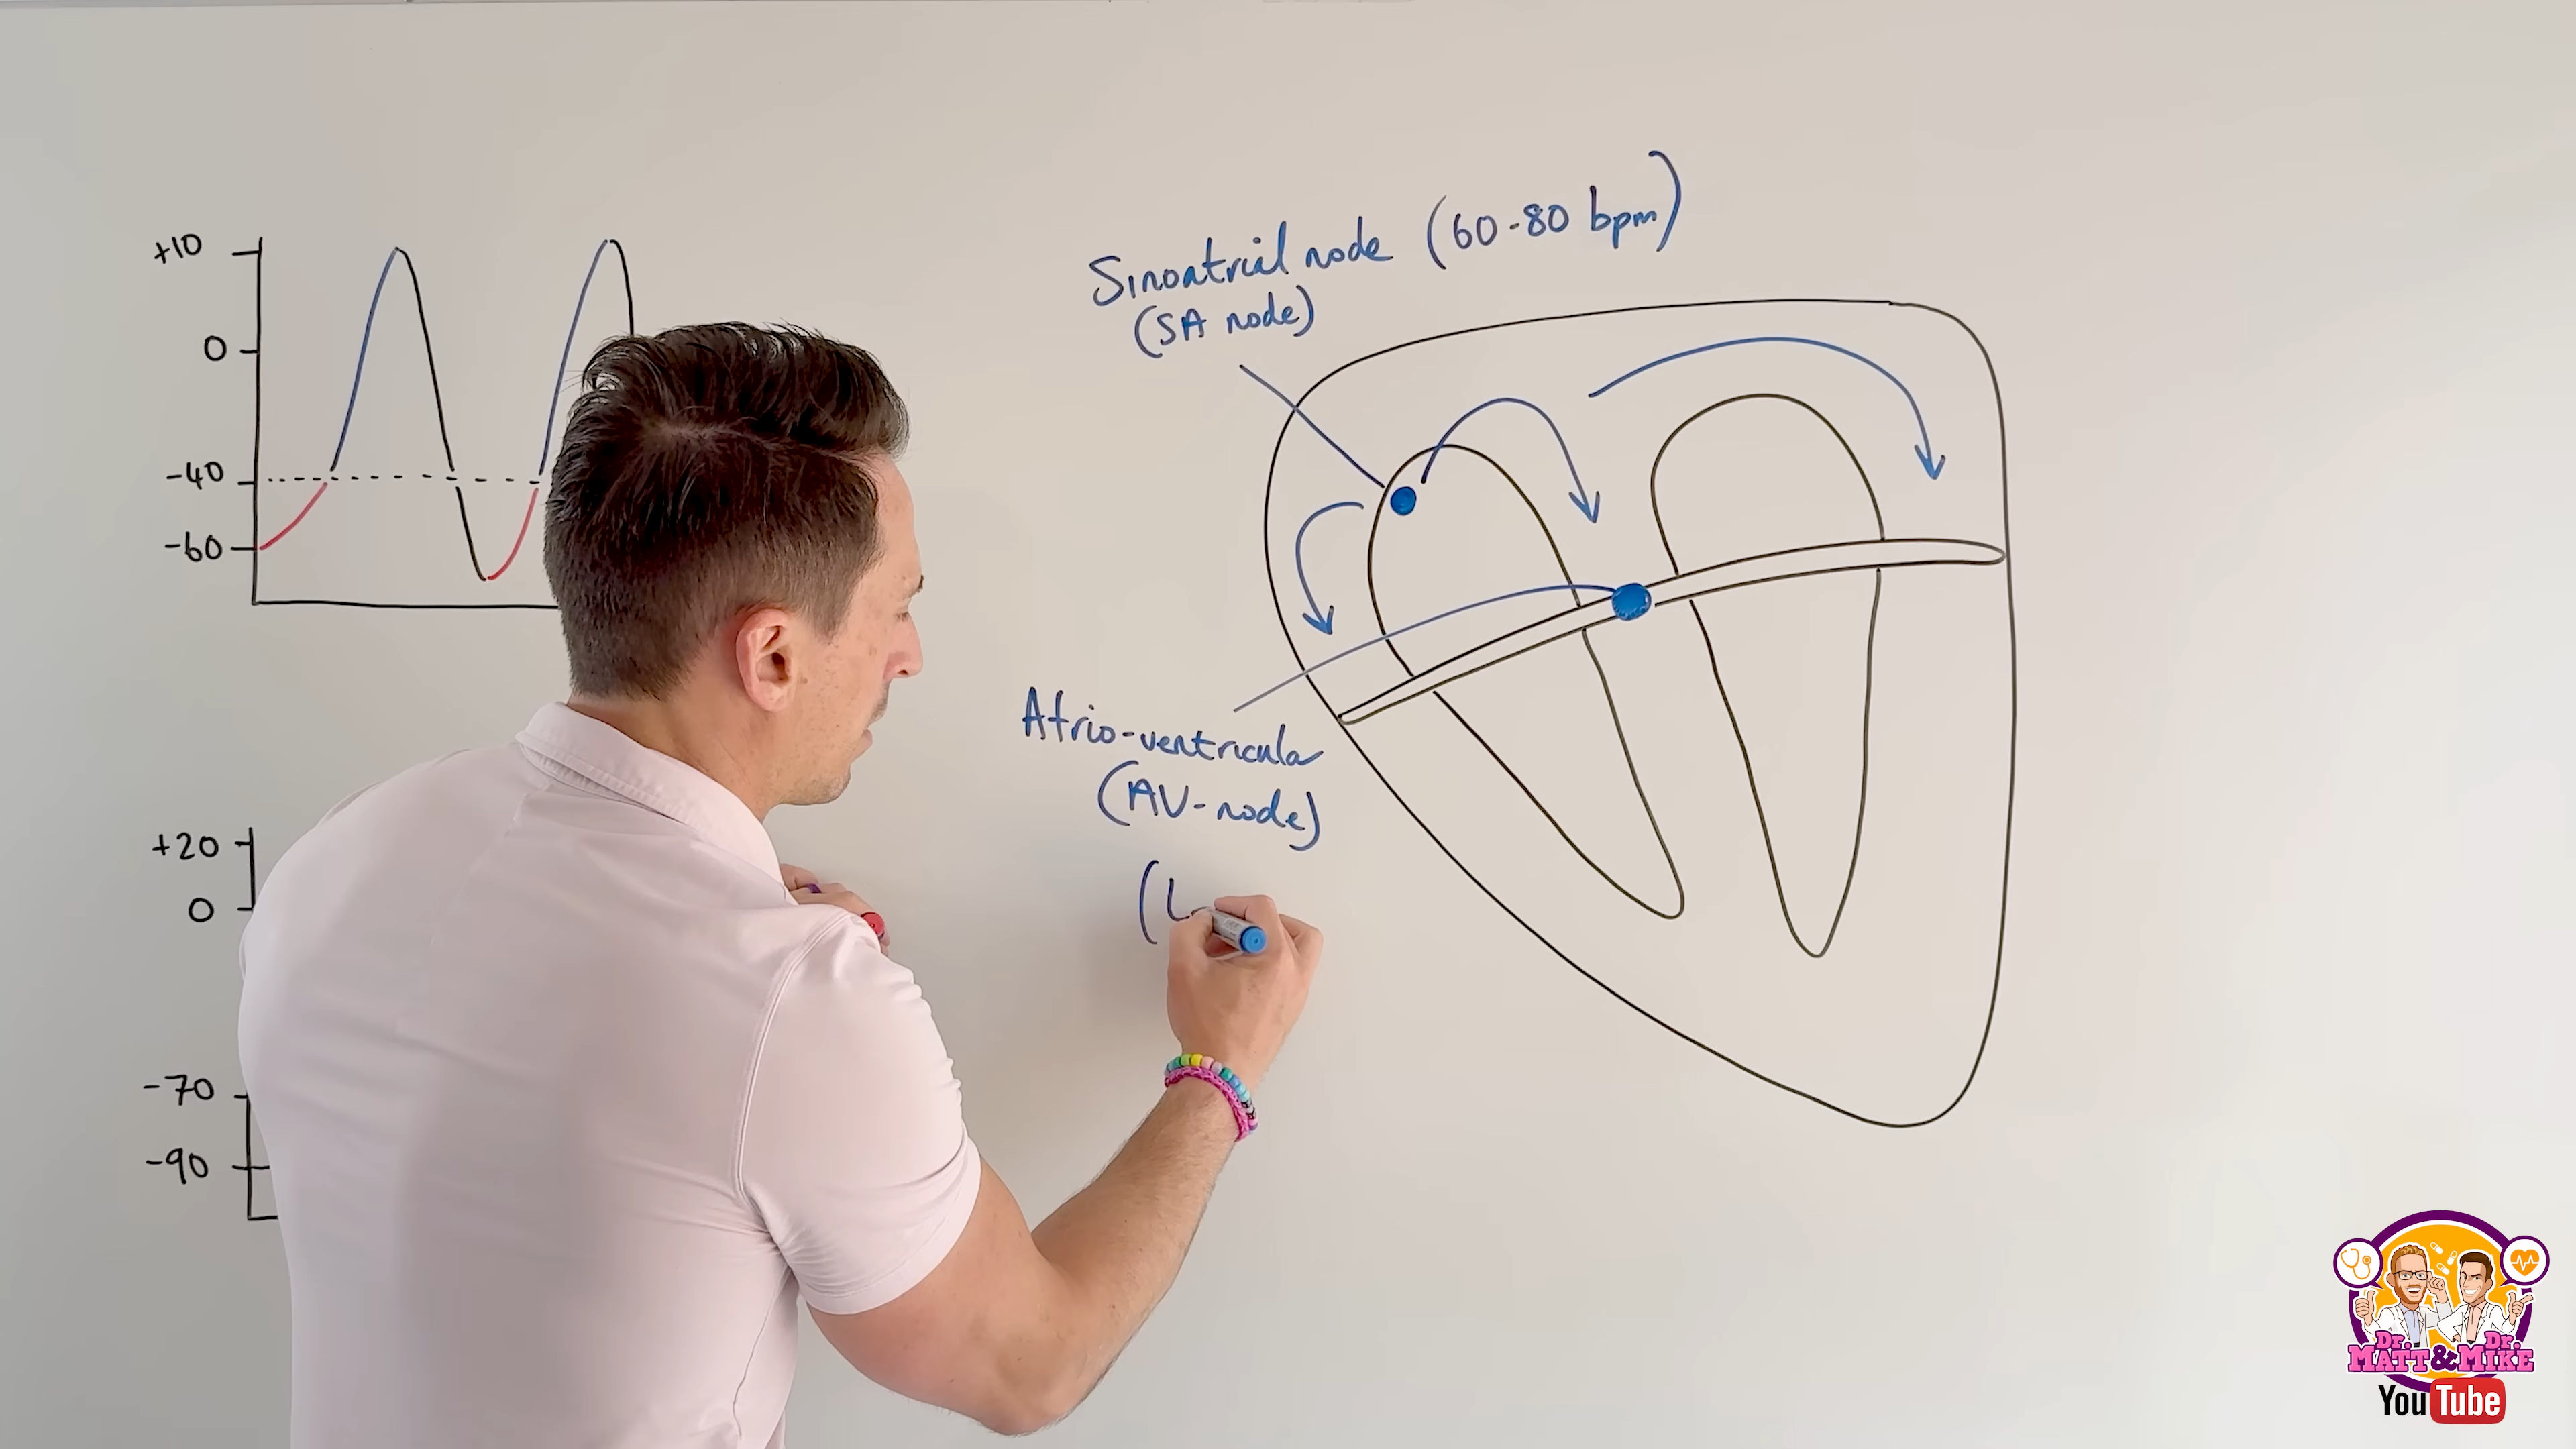 +10
0
-40
-60
+20
0
-70
-90
Sinoatrial node (60-80 bpm)
(SA node)
Atrio-ventricular
(AV-node)
(
Dr. Dr.
MATT & MIKE
YouTube